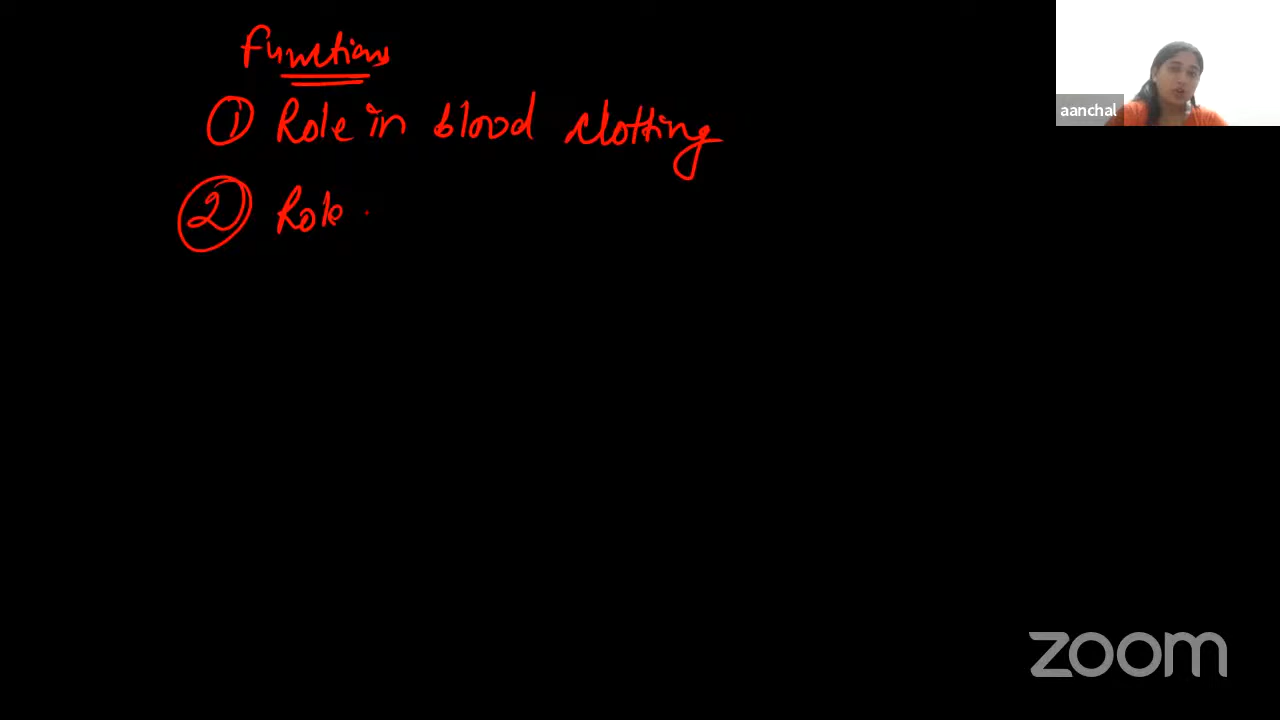 Functions
① Role in blood clotting
② Role
aanchal
zoom